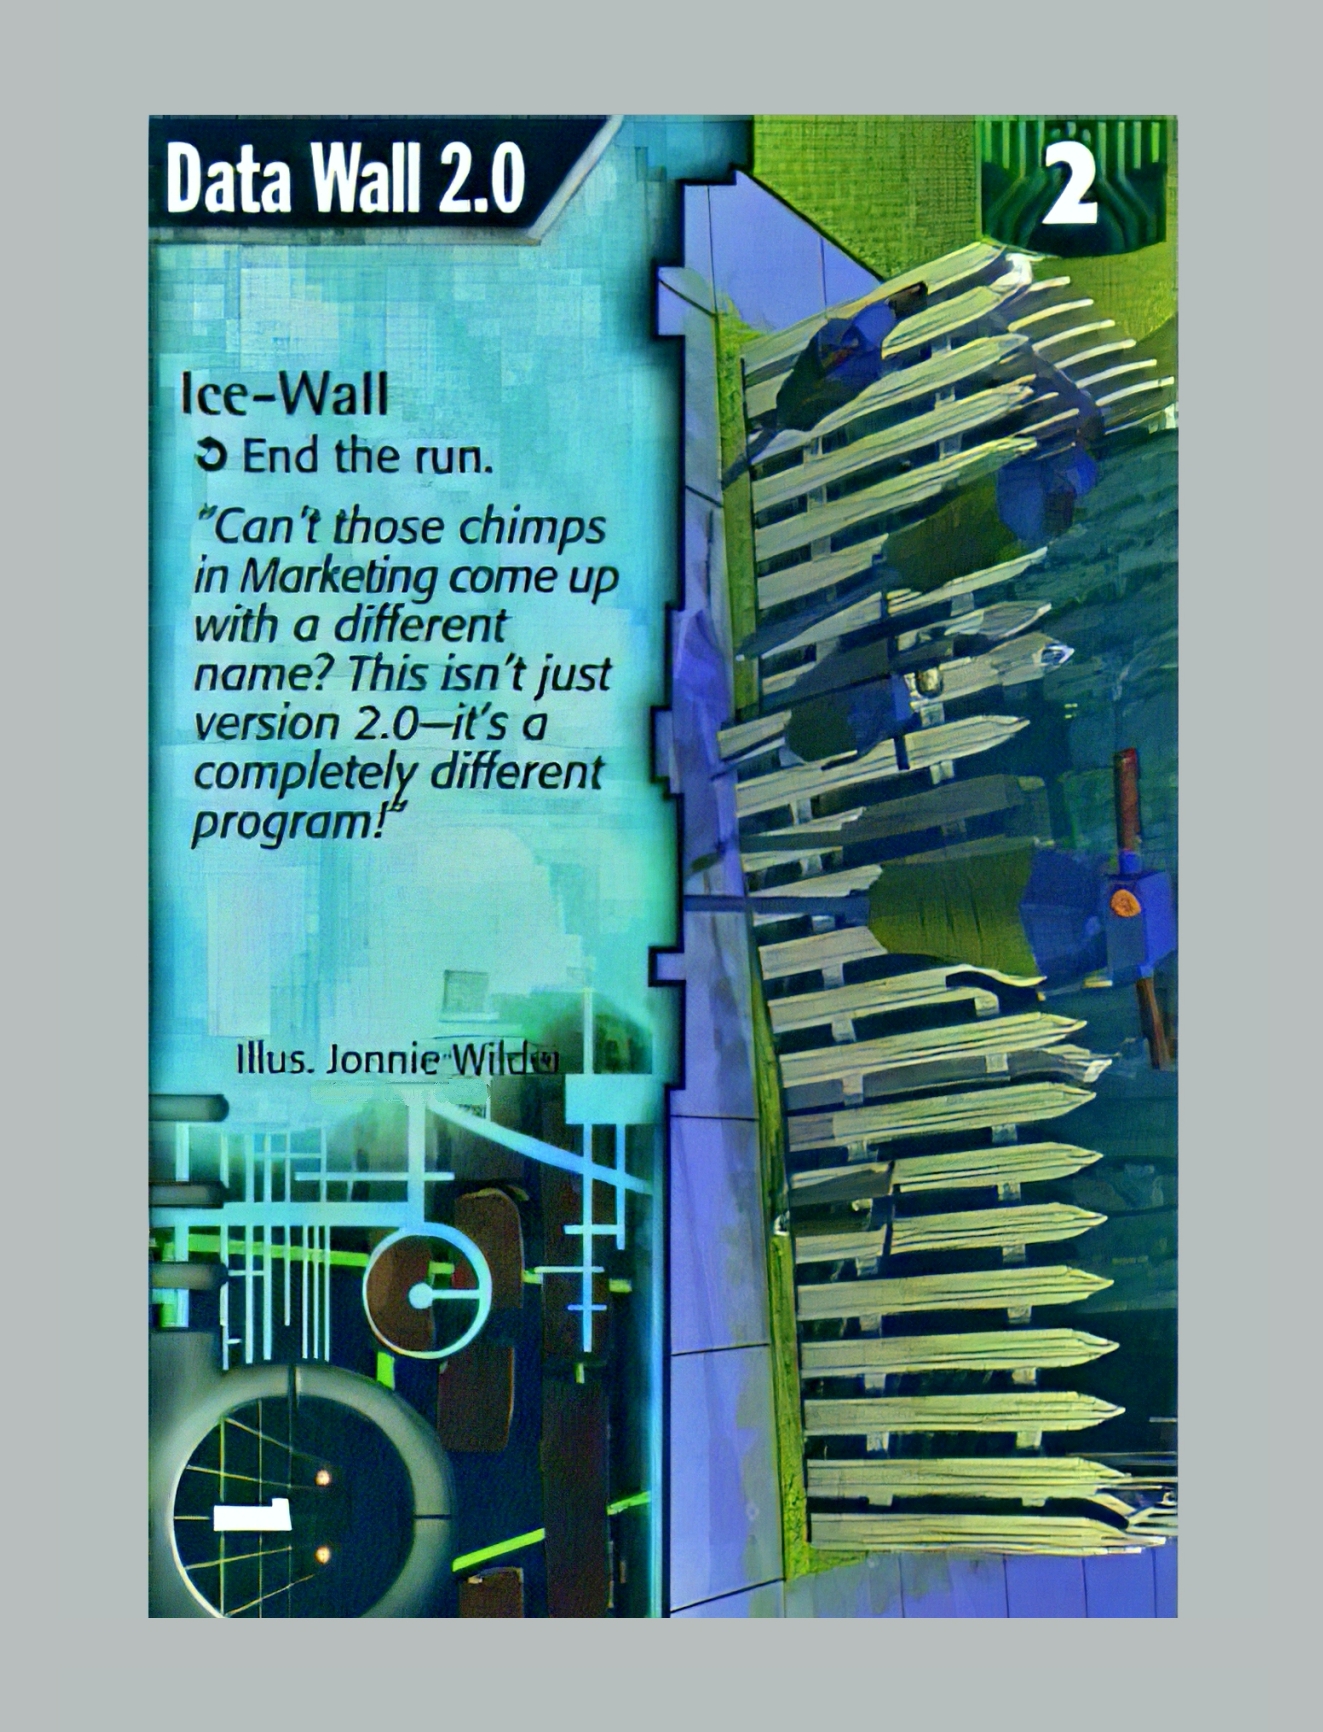 Data Wall 2.0
2
Ice-Wall
End the run.
"Can't those chimps
in Marketing come up
with a different
name? This isn't just
version 2.0—it's a
completely different
program!"
Illus. Jonnie Wilde
1